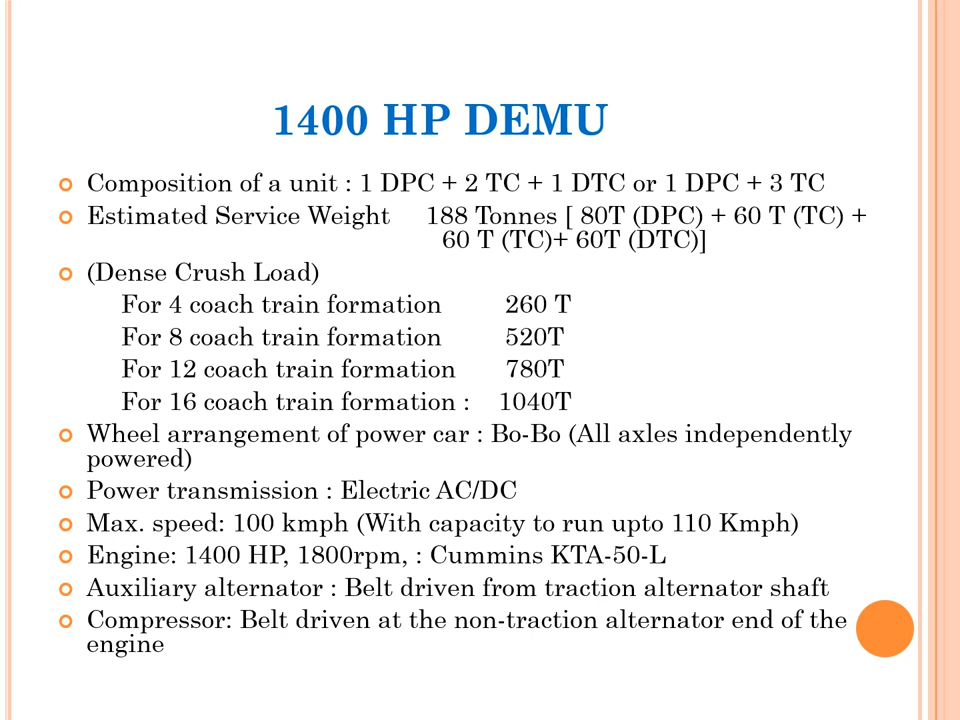 1400 HP DEMU
Composition of a unit : 1 DPC + 2 TC + 1 DTC or 1 DPC + 3 TC
Estimated Service Weight 188 Tonnes [ 80T (DPC) + 60 T (TC) +
60 T (TC)+ 60T (DTC)]
(Dense Crush Load)
For 4 coach train formation 260 T
For 8 coach train formation 520T
For 12 coach train formation 780T
For 16 coach train formation : 1040T
Wheel arrangement of power car : Bo-Bo (All axles independently
powered)
Power transmission : Electric AC/DC
Max. speed: 100 kmph (With capacity to run upto 110 Kmph)
Engine: 1400 HP, 1800rpm, : Cummins KTA-50-L
Auxiliary alternator : Belt driven from traction alternator shaft
Compressor: Belt driven at the non-traction alternator end of the
engine